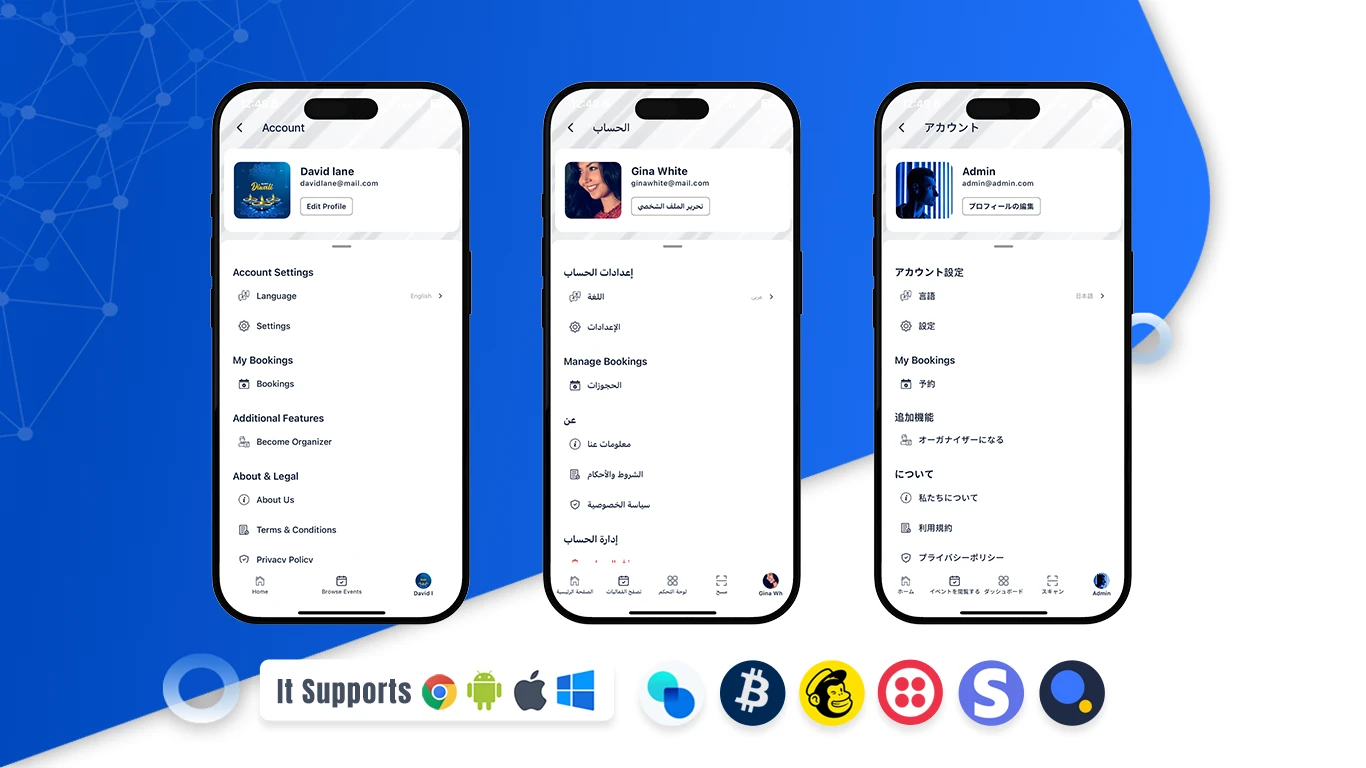 Account
David lane
davidlane@mail.com
Edit Profile
Account Settings
Language
English
Settings
My Bookings
Bookings
Additional Features
Become Organizer
About & Legal
About Us
Terms & Conditions
Privacy Policy
Home
Browse Events
David l
الحساب
Gina White
ginawhite@mail.com
تحرير الملف الشخصي
إعدادات الحساب
اللغة
عربى
الإعدادات
Manage Bookings
الحجوزات
عن
معلومات عنا
الشروط والأحكام
سياسة الخصوصية
إدارة الحساب
الصفحة الرئيسية
تصفح الفعاليات
لوحة التحكم
مسح
Gina Wh
アカウント
Admin
admin@admin.com
プロフィールの編集
アカウント設定
言語
日本語
設定
My Bookings
予約
追加機能
オーガナイザーになる
について
私たちについて
利用規約
プライバシーポリシー
ホーム
イベントを閲覧する
ダッシュボード
スキャン
Admin
It Supports